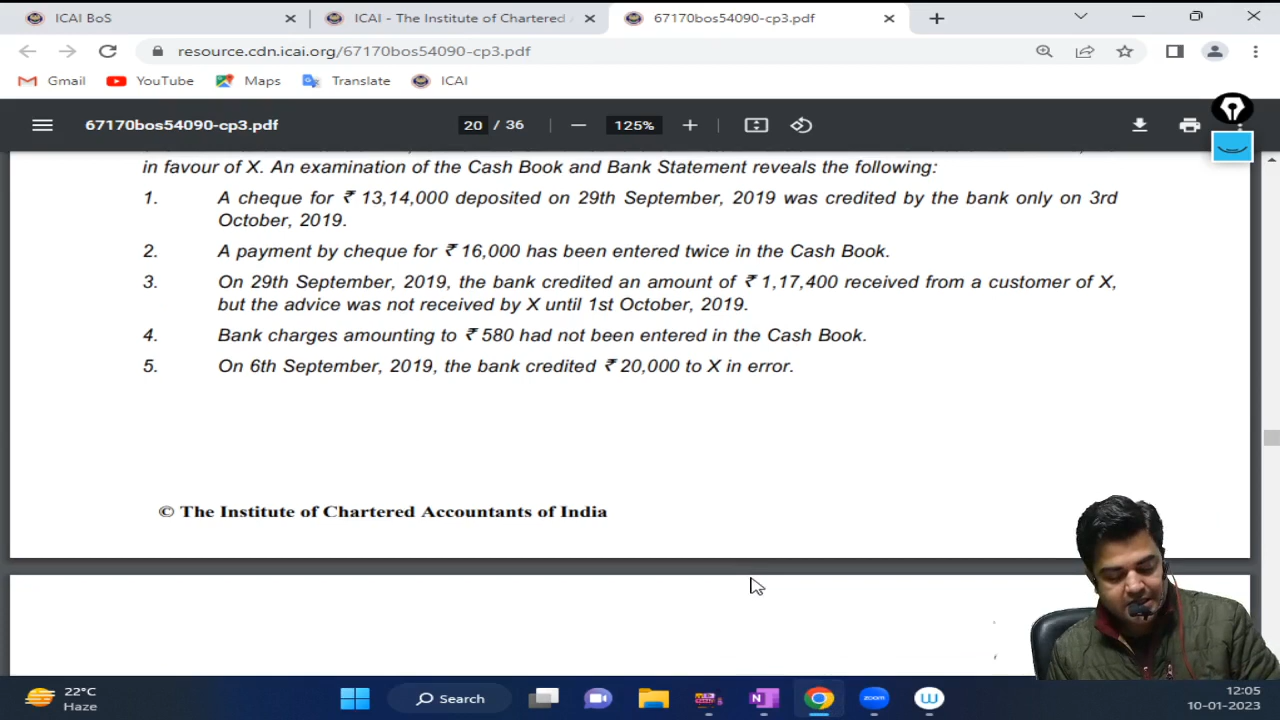 ICAI BoS
ICAI - The Institute of Chartered
67170bos54090-cp3.pdf
resource.cdn.icai.org/67170bos54090-cp3.pdf
Gmail YouTube Maps Translate ICAI
67170bos54090-cp3.pdf 20 / 36 125%
in favour of X. An examination of the Cash Book and Bank Statement reveals the following:
1. A cheque for ₹ 13,14,000 deposited on 29th September, 2019 was credited by the bank only on 3rd
October, 2019.
2. A payment by cheque for ₹ 16,000 has been entered twice in the Cash Book.
3. On 29th September, 2019, the bank credited an amount of ₹ 1,17,400 received from a customer of X,
but the advice was not received by X until 1st October, 2019.
4. Bank charges amounting to ₹ 580 had not been entered in the Cash Book.
5. On 6th September, 2019, the bank credited ₹ 20,000 to X in error.
© The Institute of Chartered Accountants of India
22°C
Haze
Search
zoom
12:05
10-01-2023